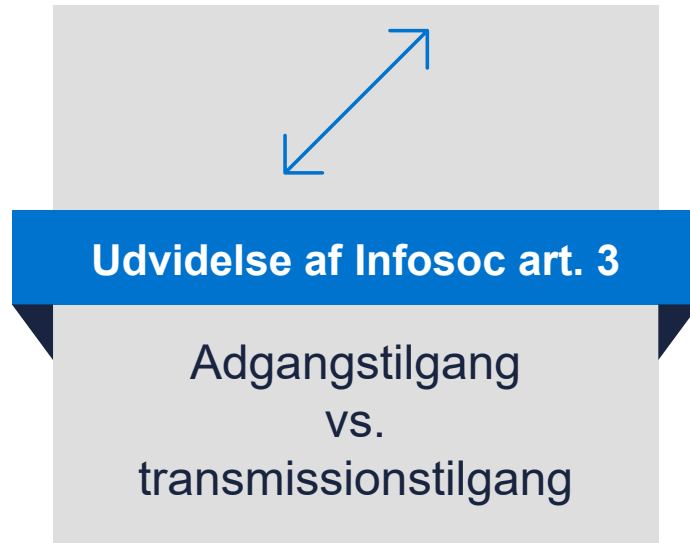 Udvidelse af Infosoc art. 3
Adgangstilgang
vs.
transmissionstilgang